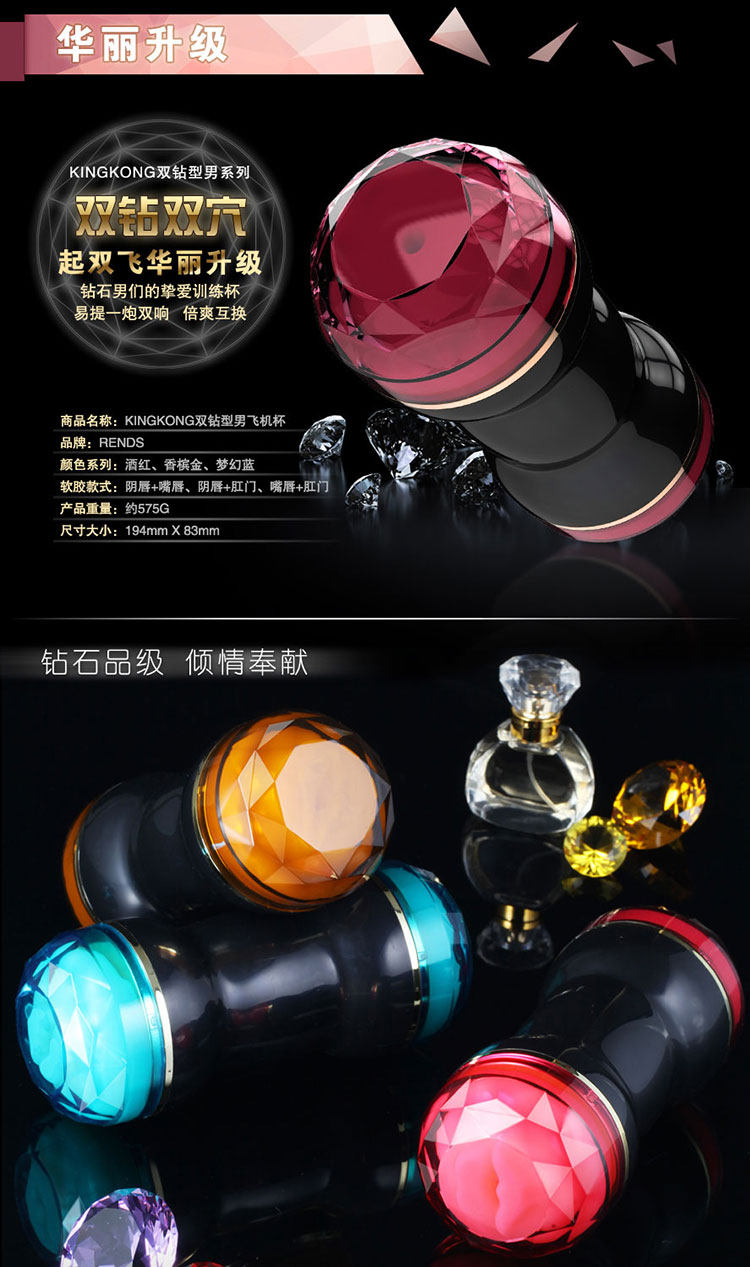 华丽升级
KINGKONG双钻型男系列
双钻双穴
起双飞华丽升级
钻石男们的挚爱训练杯
易提一炮双响 倍爽互换
商品名称：KINGKONG双钻型男飞机杯
品牌：RENDS
颜色系列：酒红、香槟金、梦幻蓝
软胶款式：阴唇+嘴唇、阴唇+肛门、嘴唇+肛门
产品重量：约575G
尺寸大小：194mm X 83mm
钻石品级 倾情奉献